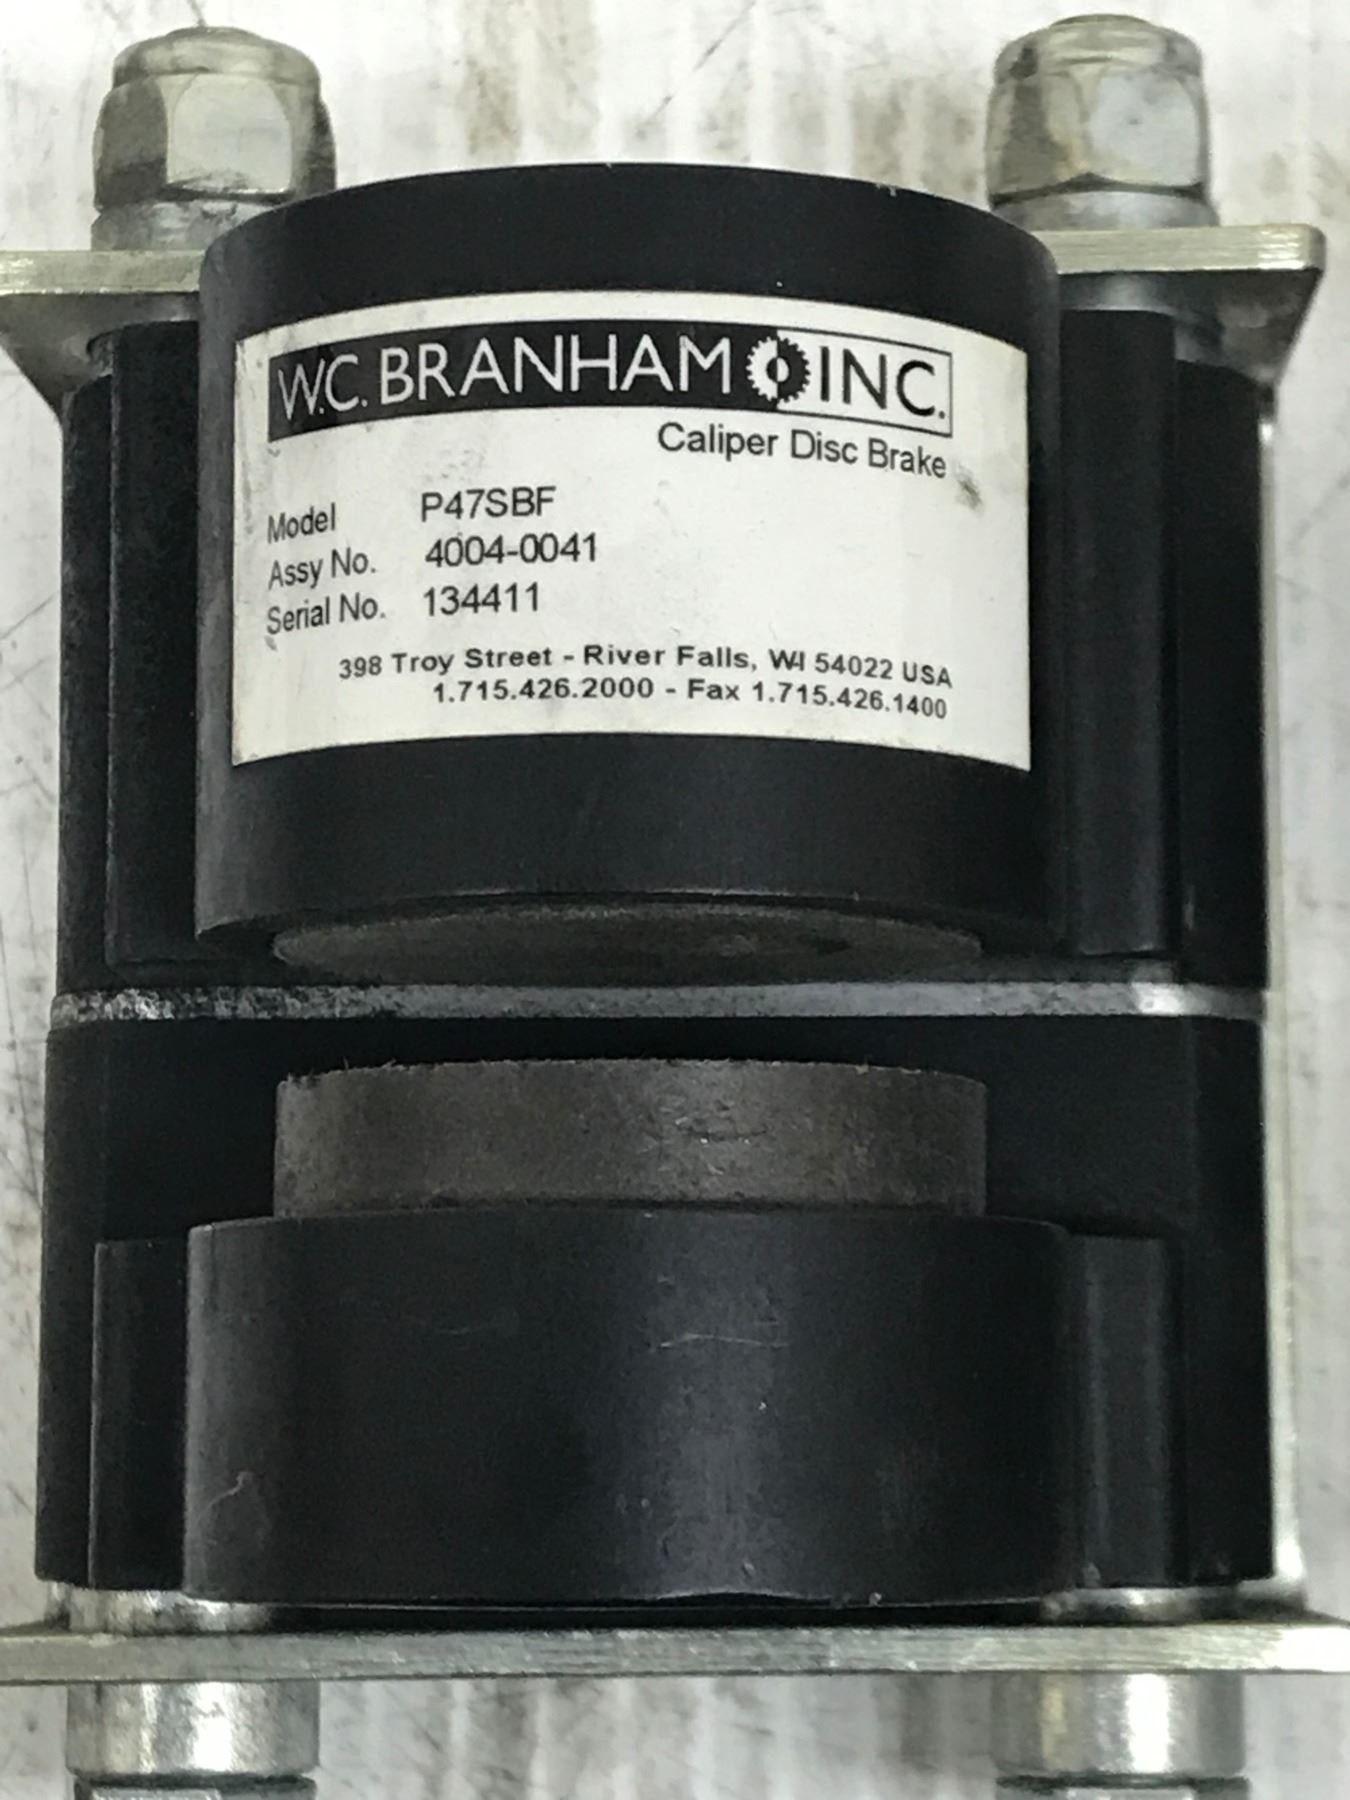 W.C. BRANHAM INC.
Caliper Disc Brake
Model P47SBF
Assy No. 4004-0041
Serial No. 134411
398 Troy Street - River Falls, WI 54022 USA
1.715.426.2000 - Fax 1.715.426.1400